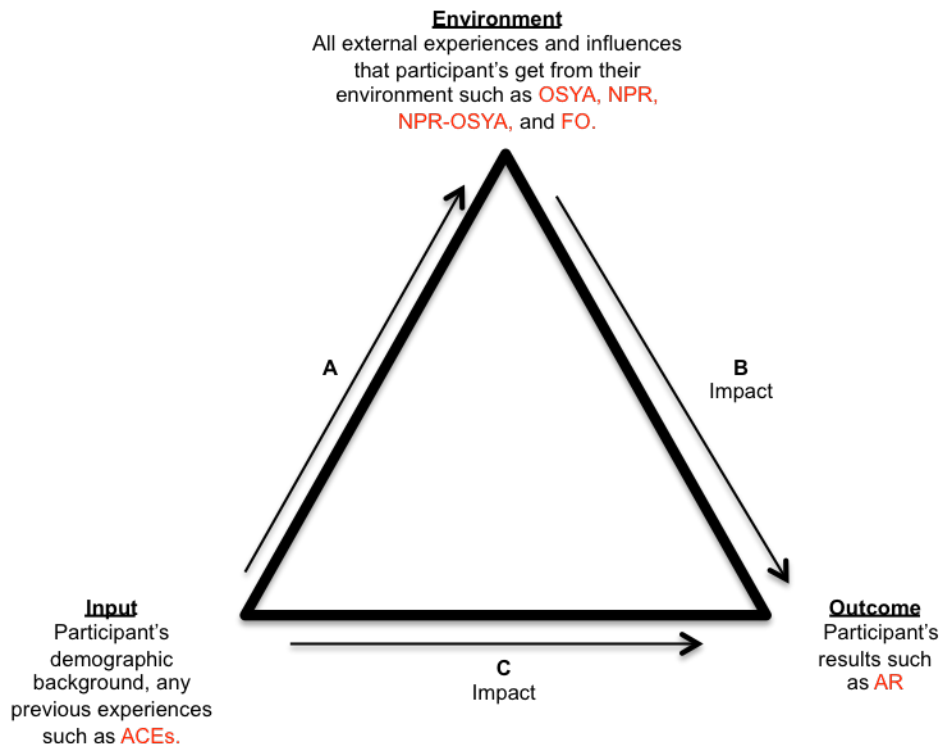 Environment
All external experiences and influences
that participant's get from their
environment such as OSYA, NPR,
NPR-OSYA, and FO.
A
B
Impact
Input
Participant's
demographic
background, any
previous experiences
such as ACEs.
C
Impact
Outcome
Participant's
results such
as AR